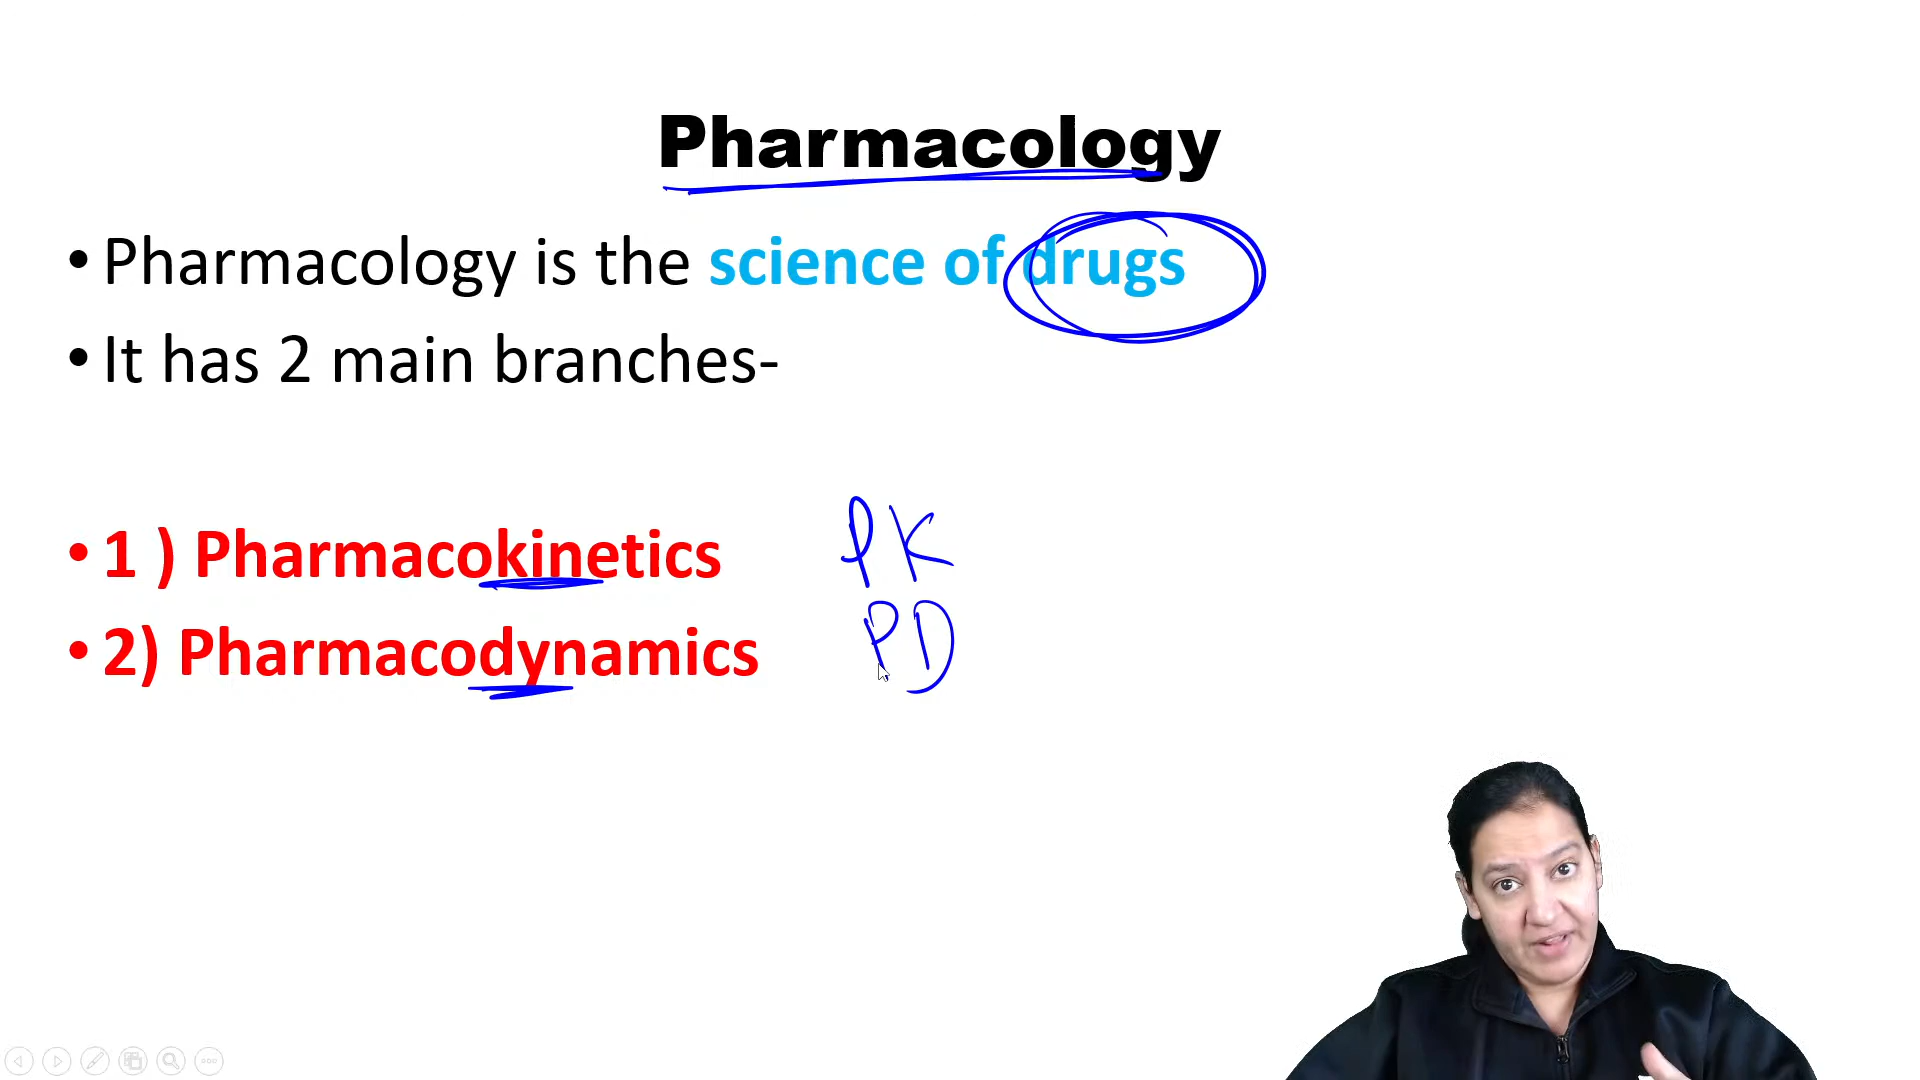 Pharmacology
• Pharmacology is the science of drugs
• It has 2 main branches-
• 1 ) Pharmacokinetics PK
• 2) Pharmacodynamics PD